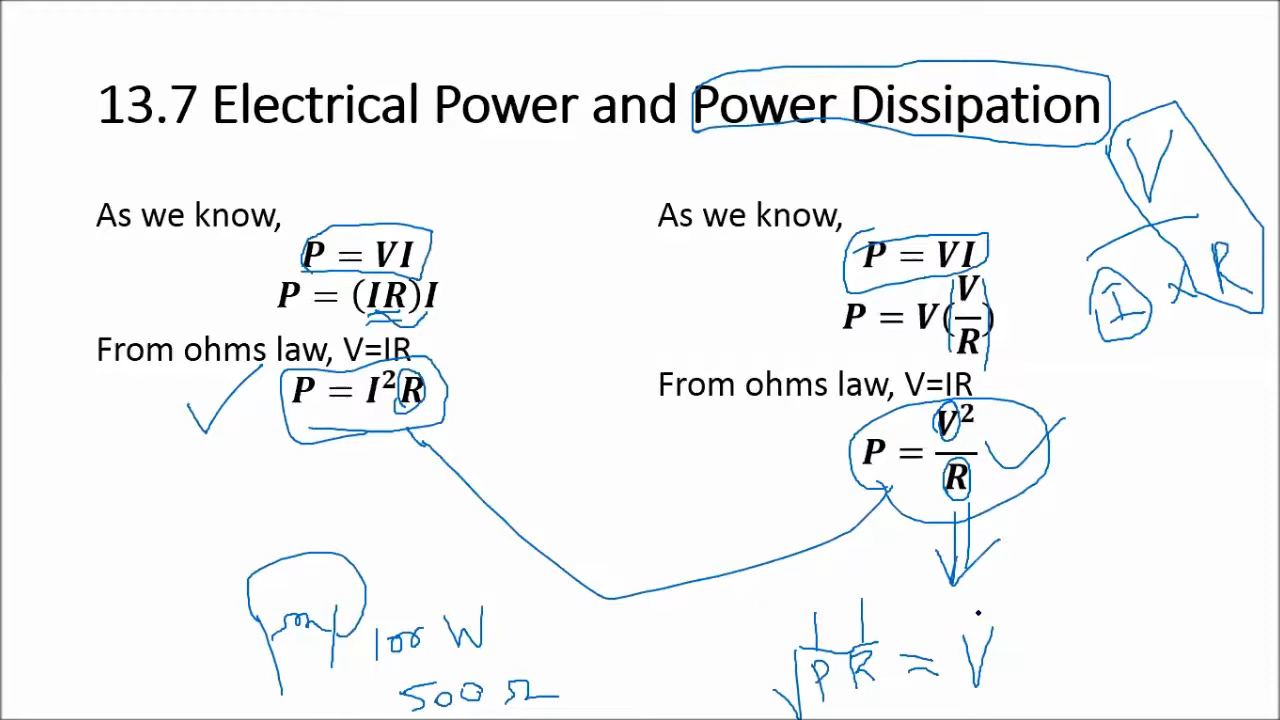 13.7 Electrical Power and Power Dissipation
As we know,
P = VI
P = (IR)I
From ohms law, V=IR
P = I²R
As we know,
P = VI
P = V(V/R)
From ohms law, V=IR
P = V²/R
V
I × R
100 W
500 Ω
√PR = V